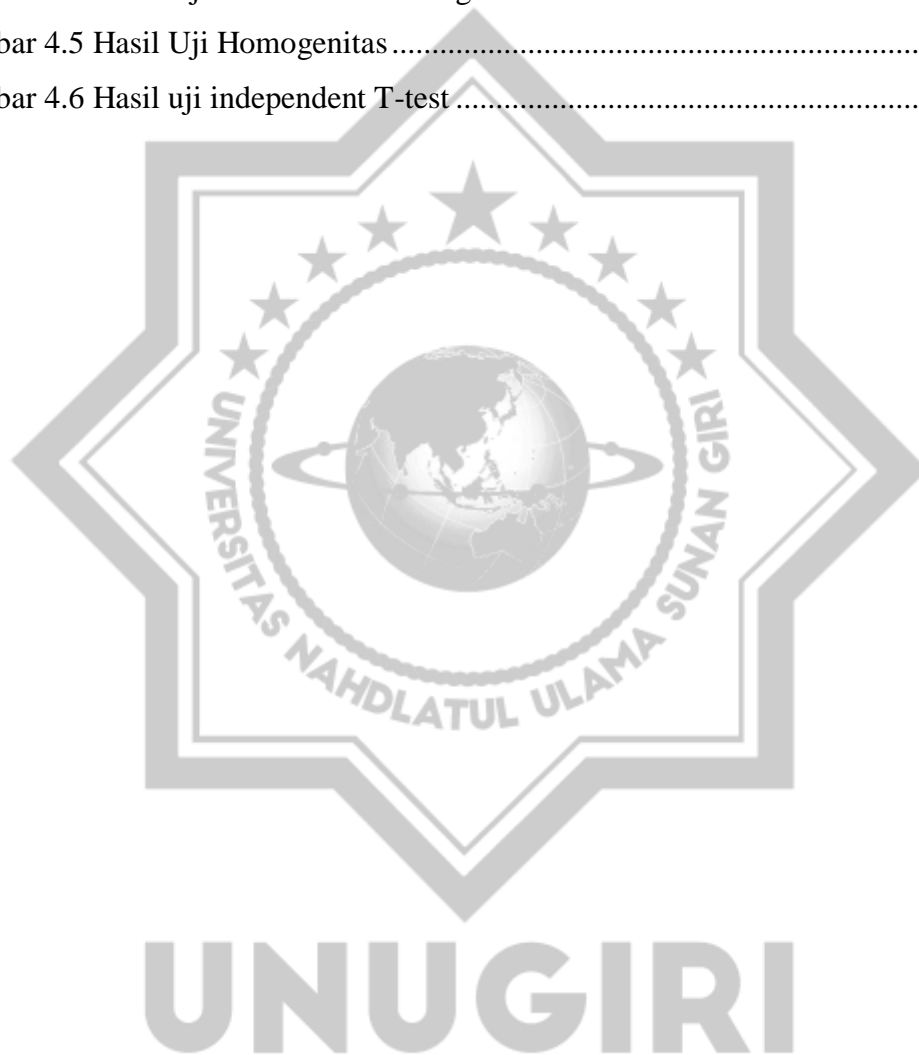 bar 4.5 Hasil Uji Homogenitas................................................................................
bar 4.6 Hasil uji independent T-test ......................................................................
UNIVERSITAS NAHDLATUL ULAMA SUNAN GIRI
UNUGIRI